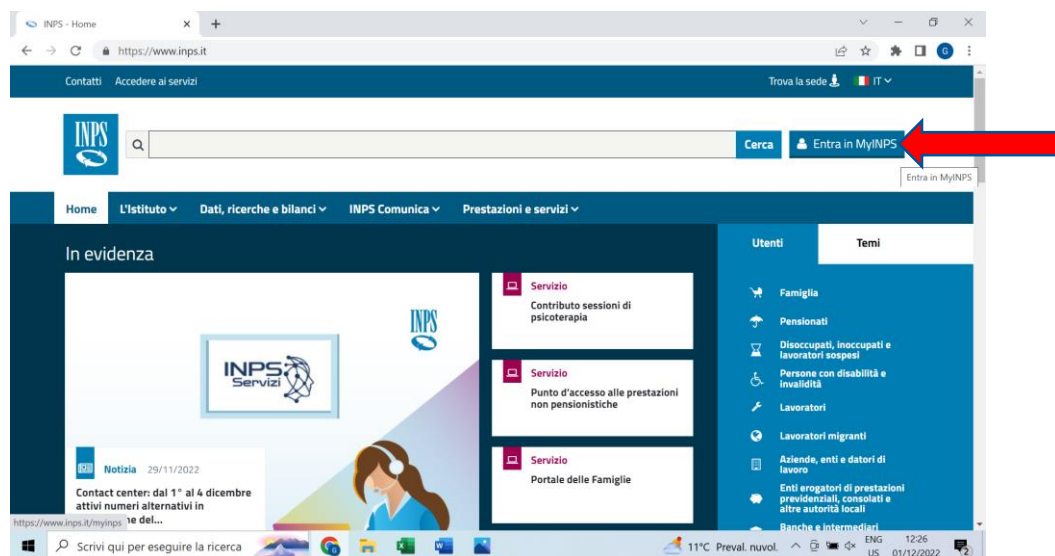 INPS - Home
https://www.inps.it
Contatti Accedere ai servizi
Trova la sede IT
INPS
Cerca
Entra in MyINPS
Entra in MyINPS
Home L'Istituto Dati, ricerche e bilanci INPS Comunica Prestazioni e servizi
In evidenza
INPS
INPS
Servizi
Notizia 29/11/2022
Contact center: dal 1° al 4 dicembre
attivi numeri alternativi in
ne del...
Servizio
Contributo sessioni di
psicoterapia
Servizio
Punto d'accesso alle prestazioni
non pensionistiche
Servizio
Portale delle Famiglie
Utenti Temi
Famiglia
Pensionati
Disoccupati, inoccupati e
lavoratori sospesi
Persone con disabilità e
invalidità
Lavoratori
Lavoratori migranti
Aziende, enti e datori di
lavoro
Enti erogatori di prestazioni
previdenziali, consolati e
altre autorità locali
Banche e intermediari
https://www.inps.it/myinps
Scrivi qui per eseguire la ricerca
11°C Preval. nuvol.
ENG
US
12:26
01/12/2022
2
G